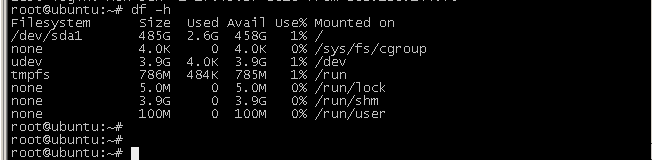 root@ubuntu:~# df -h
Filesystem      Size  Used Avail Use% Mounted on
/dev/sda1       485G  2.6G  458G   1% /
none            4.0K     0  4.0K   0% /sys/fs/cgroup
udev            3.9G  4.0K  3.9G   1% /dev
tmpfs           786M  484K  785M   1% /run
none            5.0M     0  5.0M   0% /run/lock
none            3.9G     0  3.9G   0% /run/shm
none            100M     0  100M   0% /run/user
root@ubuntu:~#
root@ubuntu:~#
root@ubuntu:~#